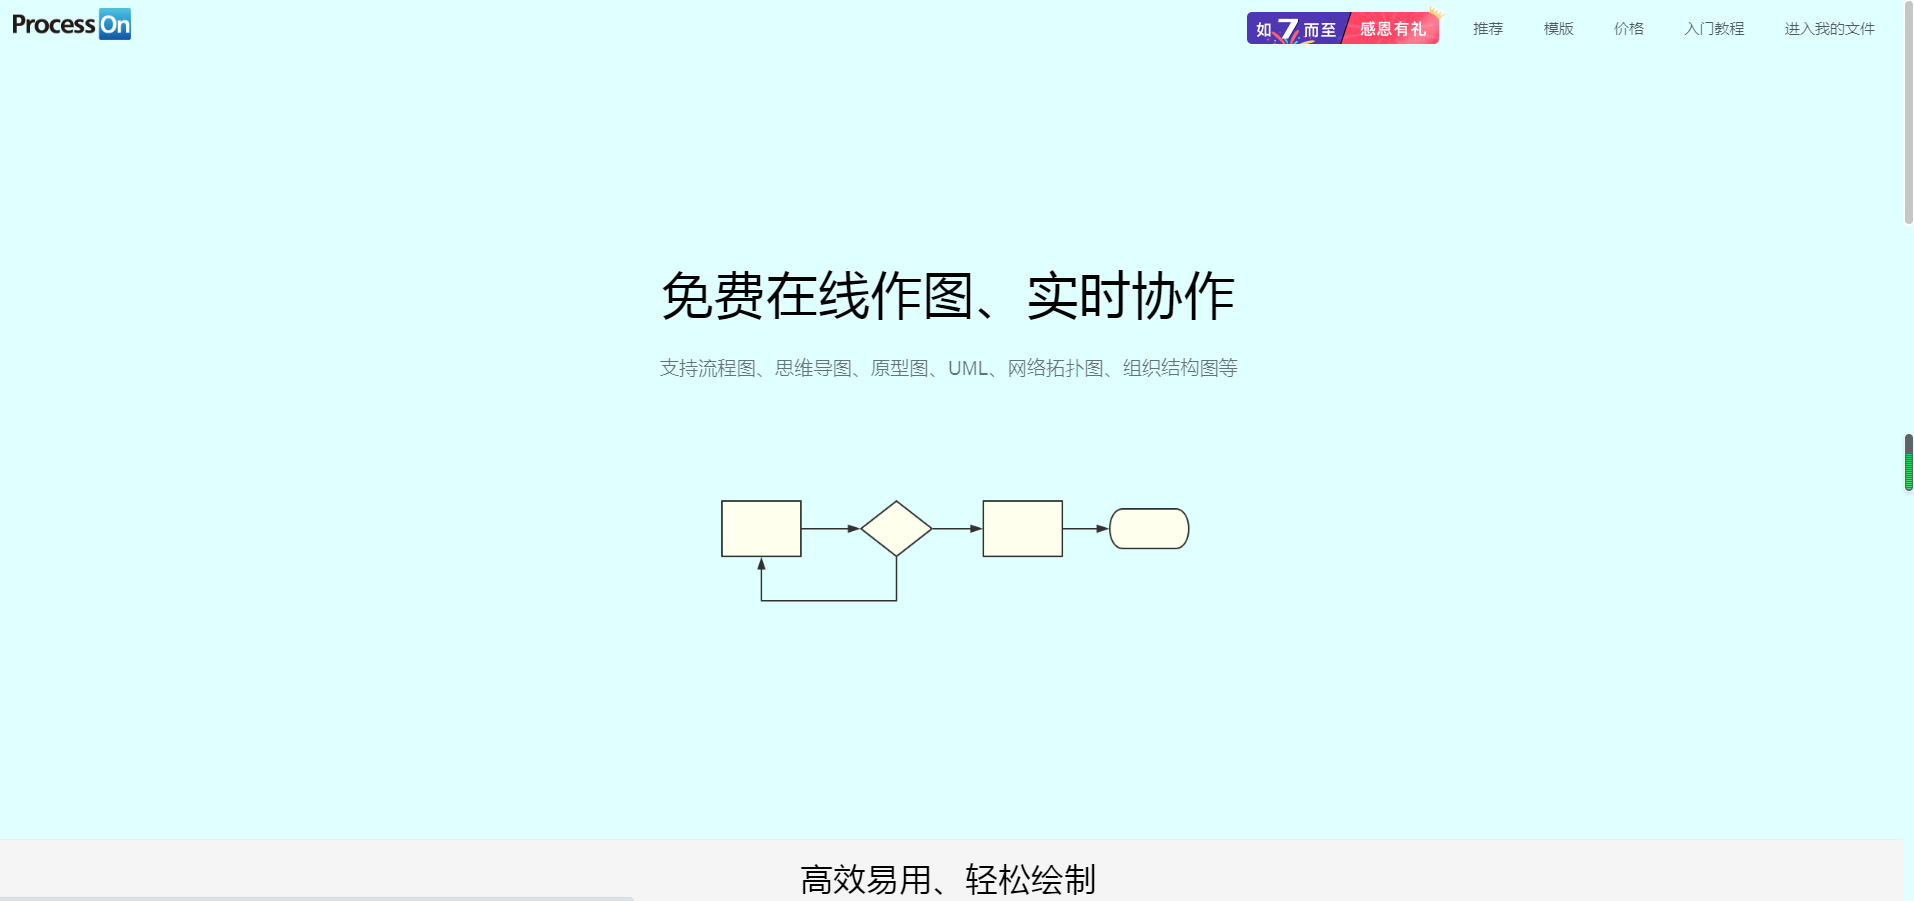 ProcessOn
如7而至 感恩有礼
推荐
模版
价格
入门教程
进入我的文件
免费在线作图、实时协作
支持流程图、思维导图、原型图、UML、网络拓扑图、组织结构图等
高效易用、轻松绘制